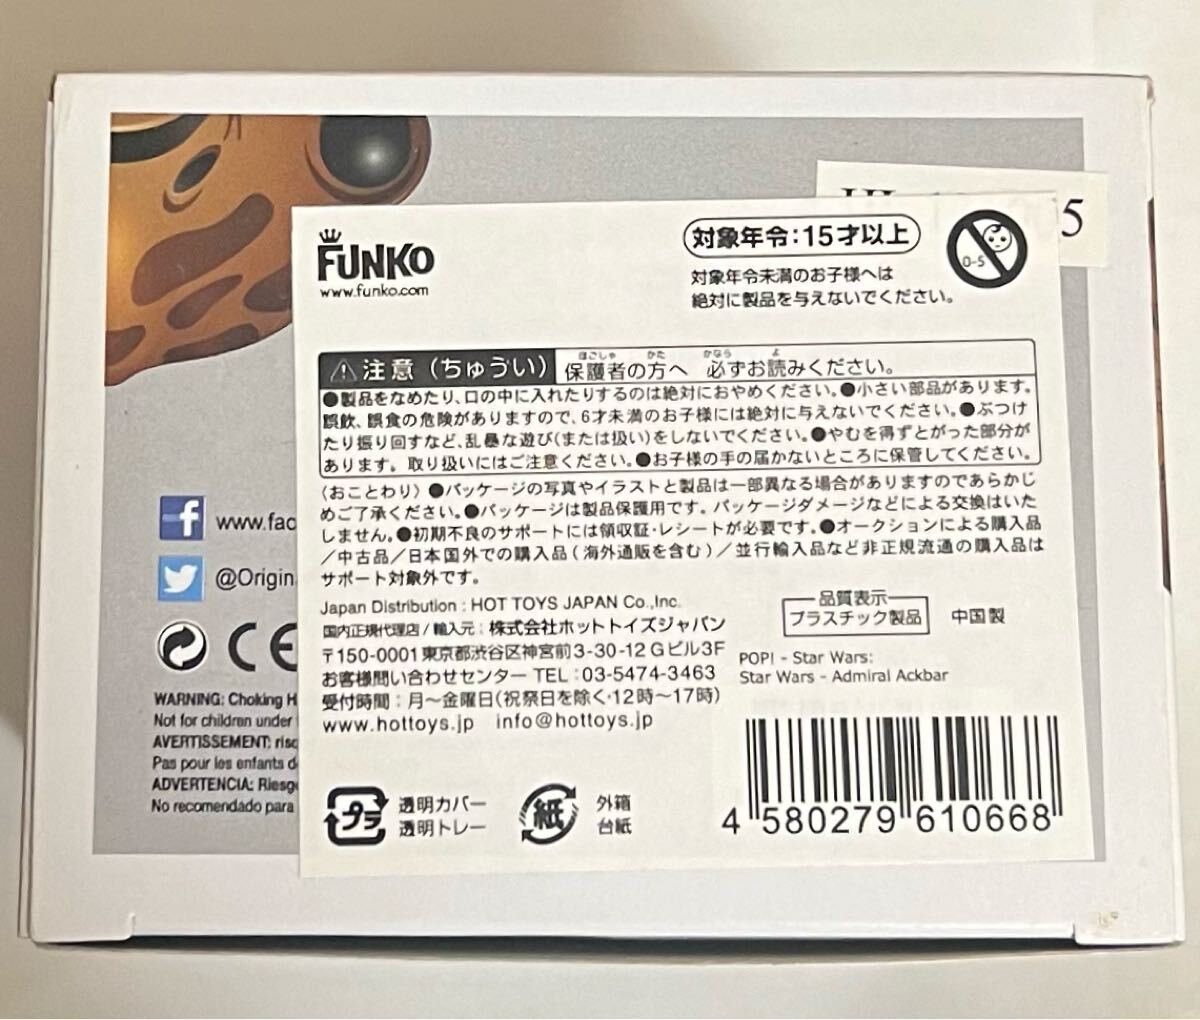 5
FUNKO
www.funko.com
対象年令:15才以上
対象年令未満のお子様へは
絶対に製品を与えないでください。
0-5
注意(ちゅうい)
ほごしゃ かた かなら よ
保護者の方へ 必ずお読みください。
●製品をなめたり、口の中に入れたりするのは絶対におやめください。●小さい部品があります。
誤飲、誤食の危険がありますので、6才未満のお子様には絶対に与えないでください。●ぶつけ
たり振り回すなど、乱暴な遊び(または扱い)をしないでください。●やむを得ずとがった部分が
あります。取り扱いにはご注意ください。●お子様の手の届かないところに保管してください。
〈おことわり〉●パッケージの写真やイラストと製品は一部異なる場合がありますのであらかじ
めご了承ください。●パッケージは製品保護用です。パッケージダメージなどによる交換はいた
しません。●初期不良のサポートには領収証・レシートが必要です。●オークションによる購入品
/中古品/日本国外での購入品(海外通販を含む)/並行輸入品など非正規流通の購入品は
サポート対象外です。
Japan Distribution : HOT TOYS JAPAN Co.,Inc.
国内正規代理店/輸入元:株式会社ホットトイズジャパン
〒150-0001東京都渋谷区神宮前3-30-12Gビル3F
お客様問い合わせセンター TEL:03-5474-3463
受付時間:月〜金曜日(祝祭日を除く・12時〜17時)
www.hottoys.jp info@hottoys.jp
品質表示
プラスチック製品
中国製
POP! - Star Wars:
Star Wars - Admiral Ackbar
プラ
透明カバー
透明トレー
紙
外箱
台紙
4 580279 610668
f
www.fac
@Origin
CE
WARNING: Choking H
Not for children under
AVERTISSEMENT: risq
Pas pour les enfants d
ADVERTENCIA: Riesg
No recomendado para